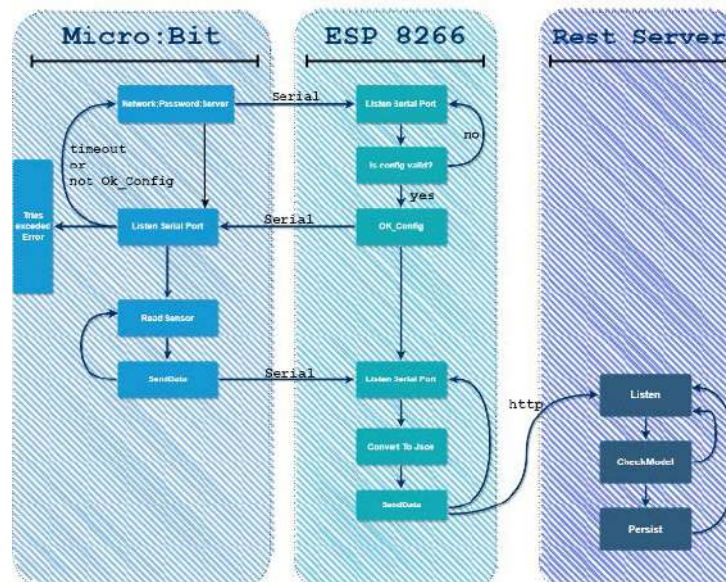 Micro:Bit
ESP 8266
Rest Server
Network:Password:Server
Serial
Listen Serial Port
no
timeout
or
not Ok_Config
Is config valid?
yes
Tries
exceded
Error
Listen Serial Port
Serial
OK_Config
Read Sensor
SendData
Serial
Listen Serial Port
http
Listen
Convert To Json
CheckModel
SendData
Persist